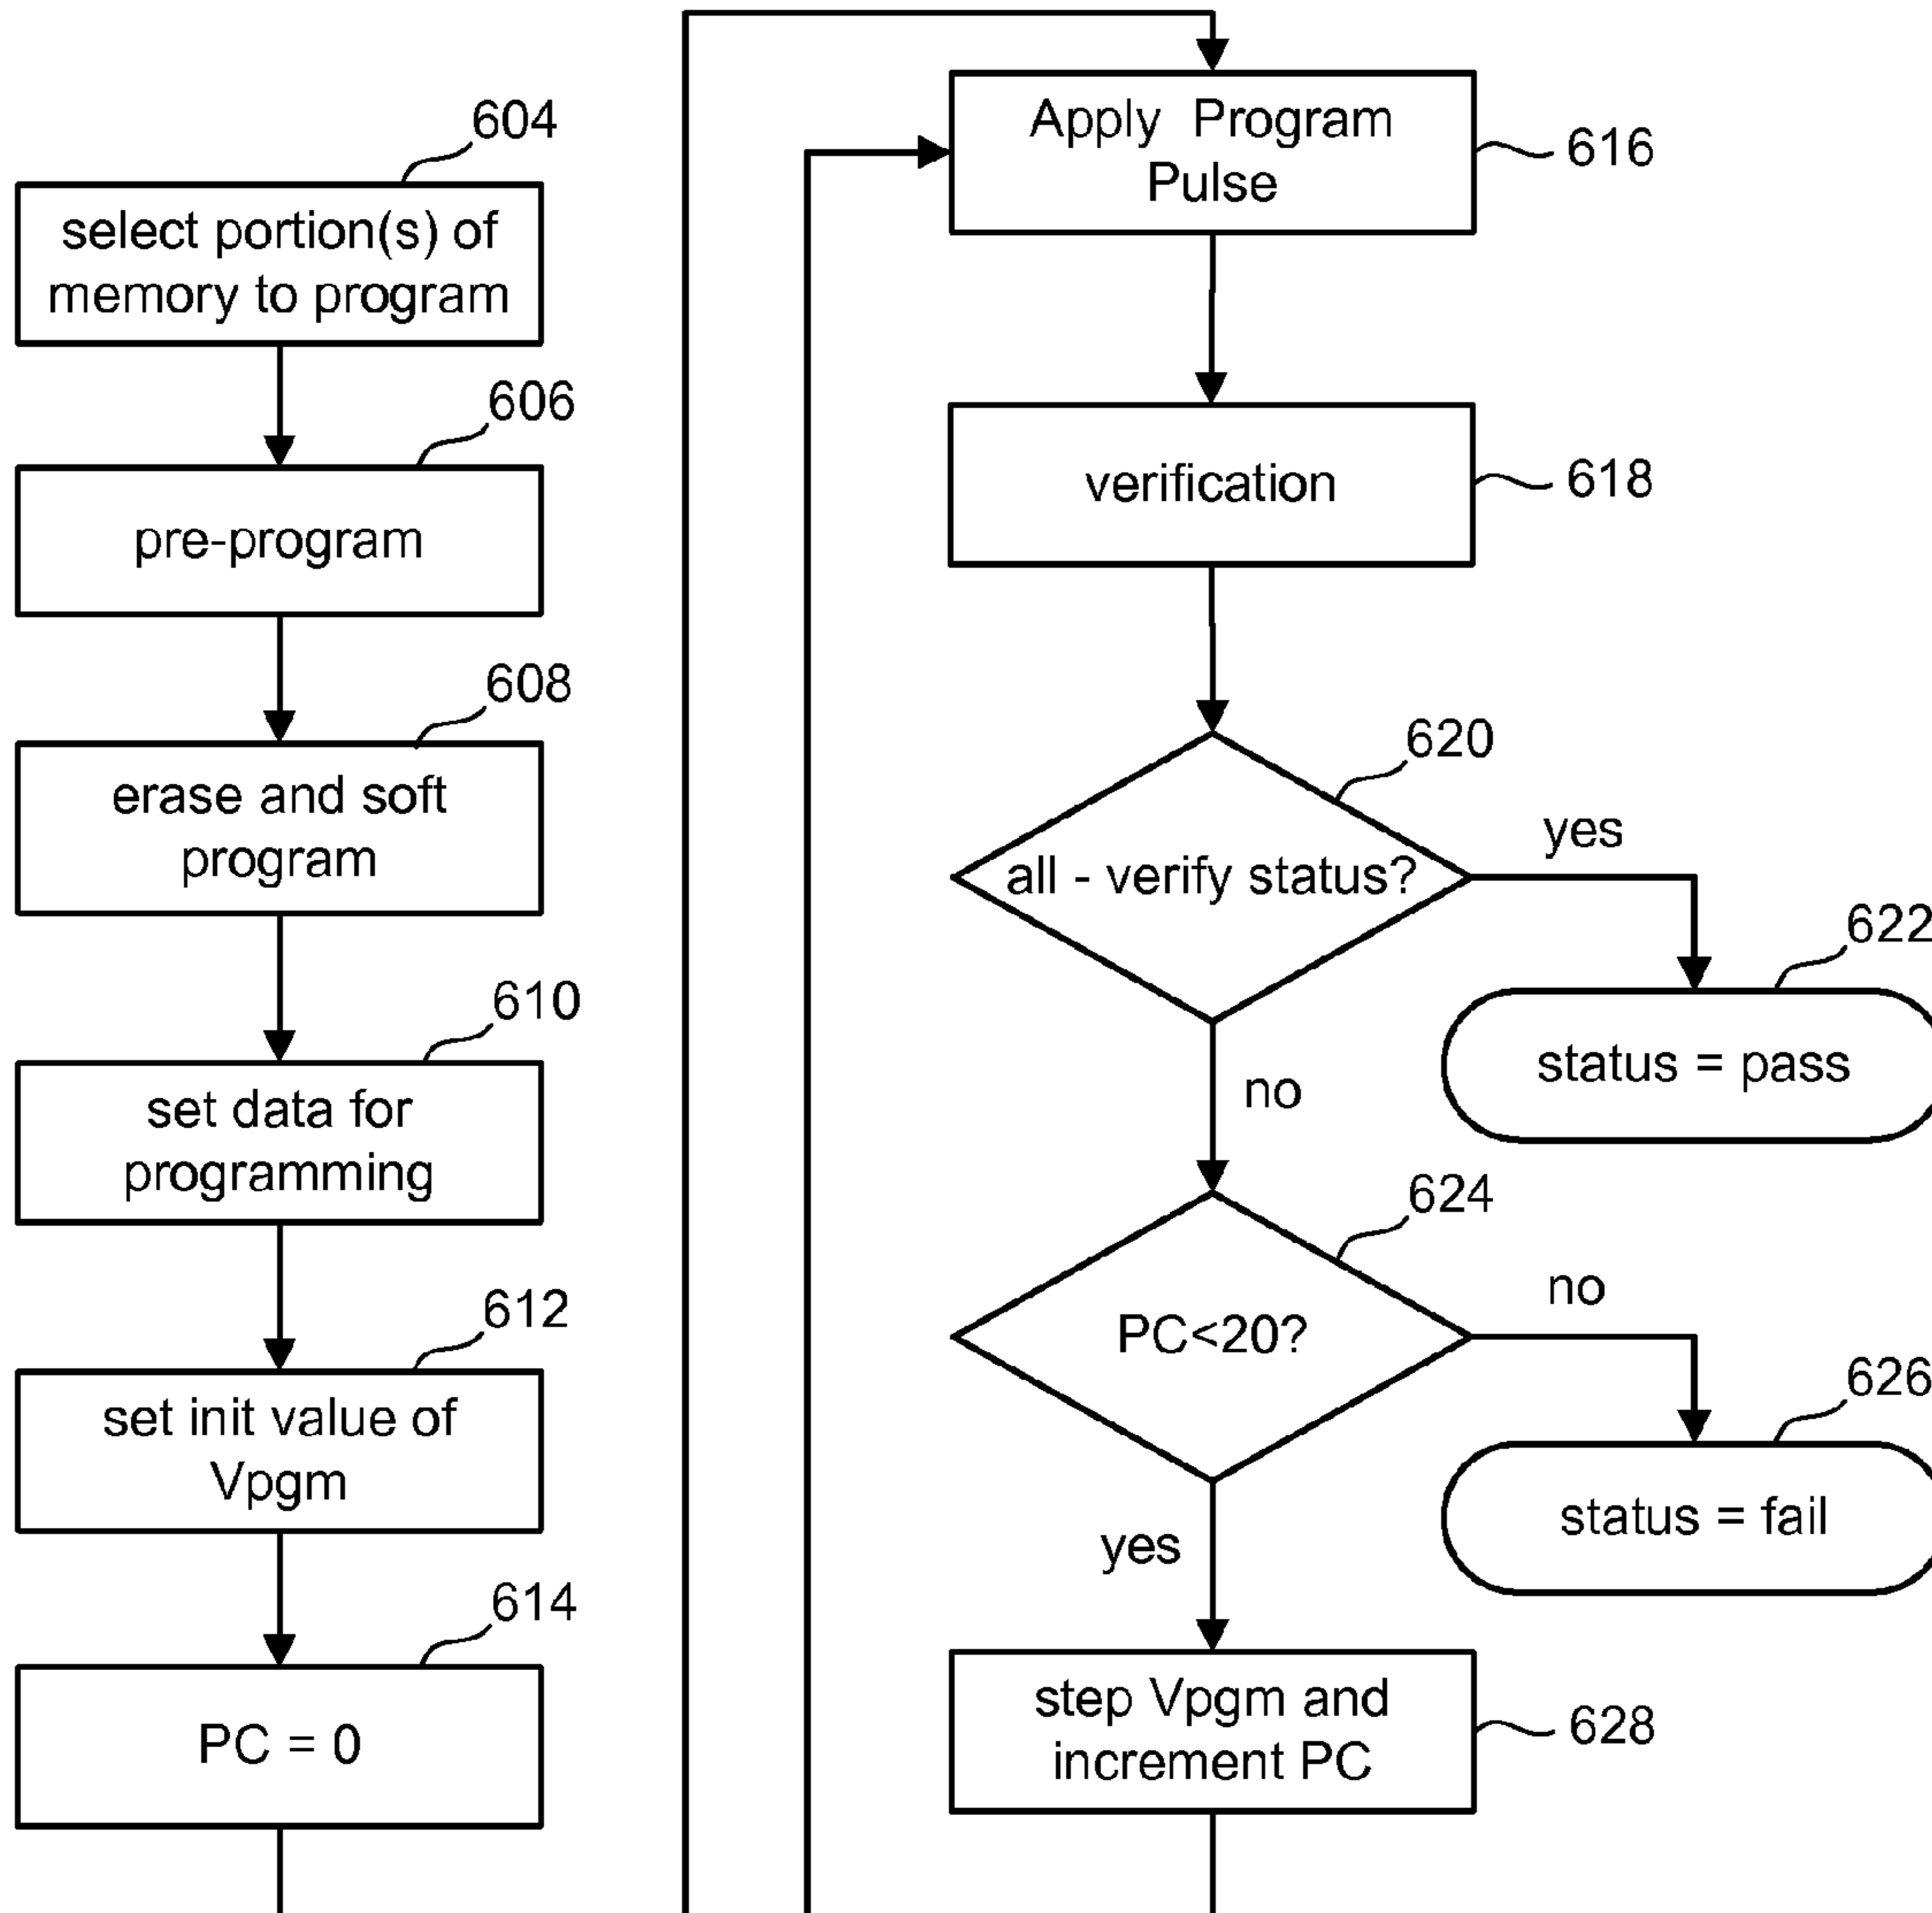 604
select portion(s) of
memory to program
606
pre-program
608
erase and soft
program
610
set data for
programming
612
set init value of
Vpgm
614
PC = 0
Apply Program
Pulse
616
verification
618
620
all - verify status?
yes
622
status = pass
no
624
PC<20?
no
626
status = fail
yes
step Vpgm and
increment PC
628